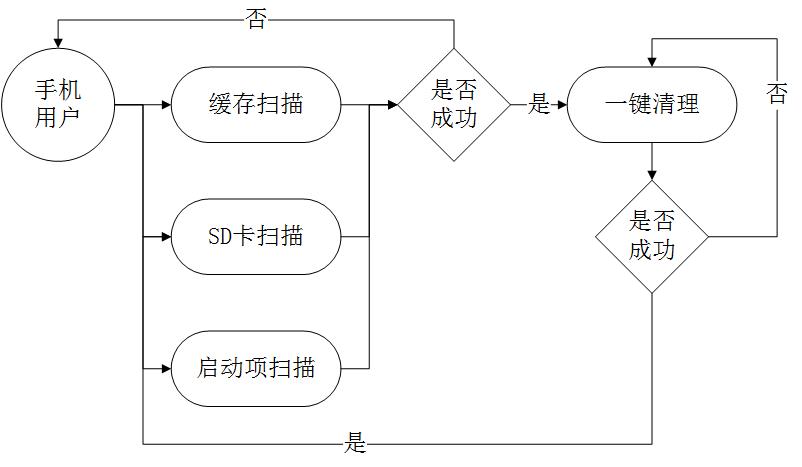 否
手机
用户
缓存扫描
是否
成功
是
一键清理
否
SD卡扫描
是否
成功
启动项扫描
是